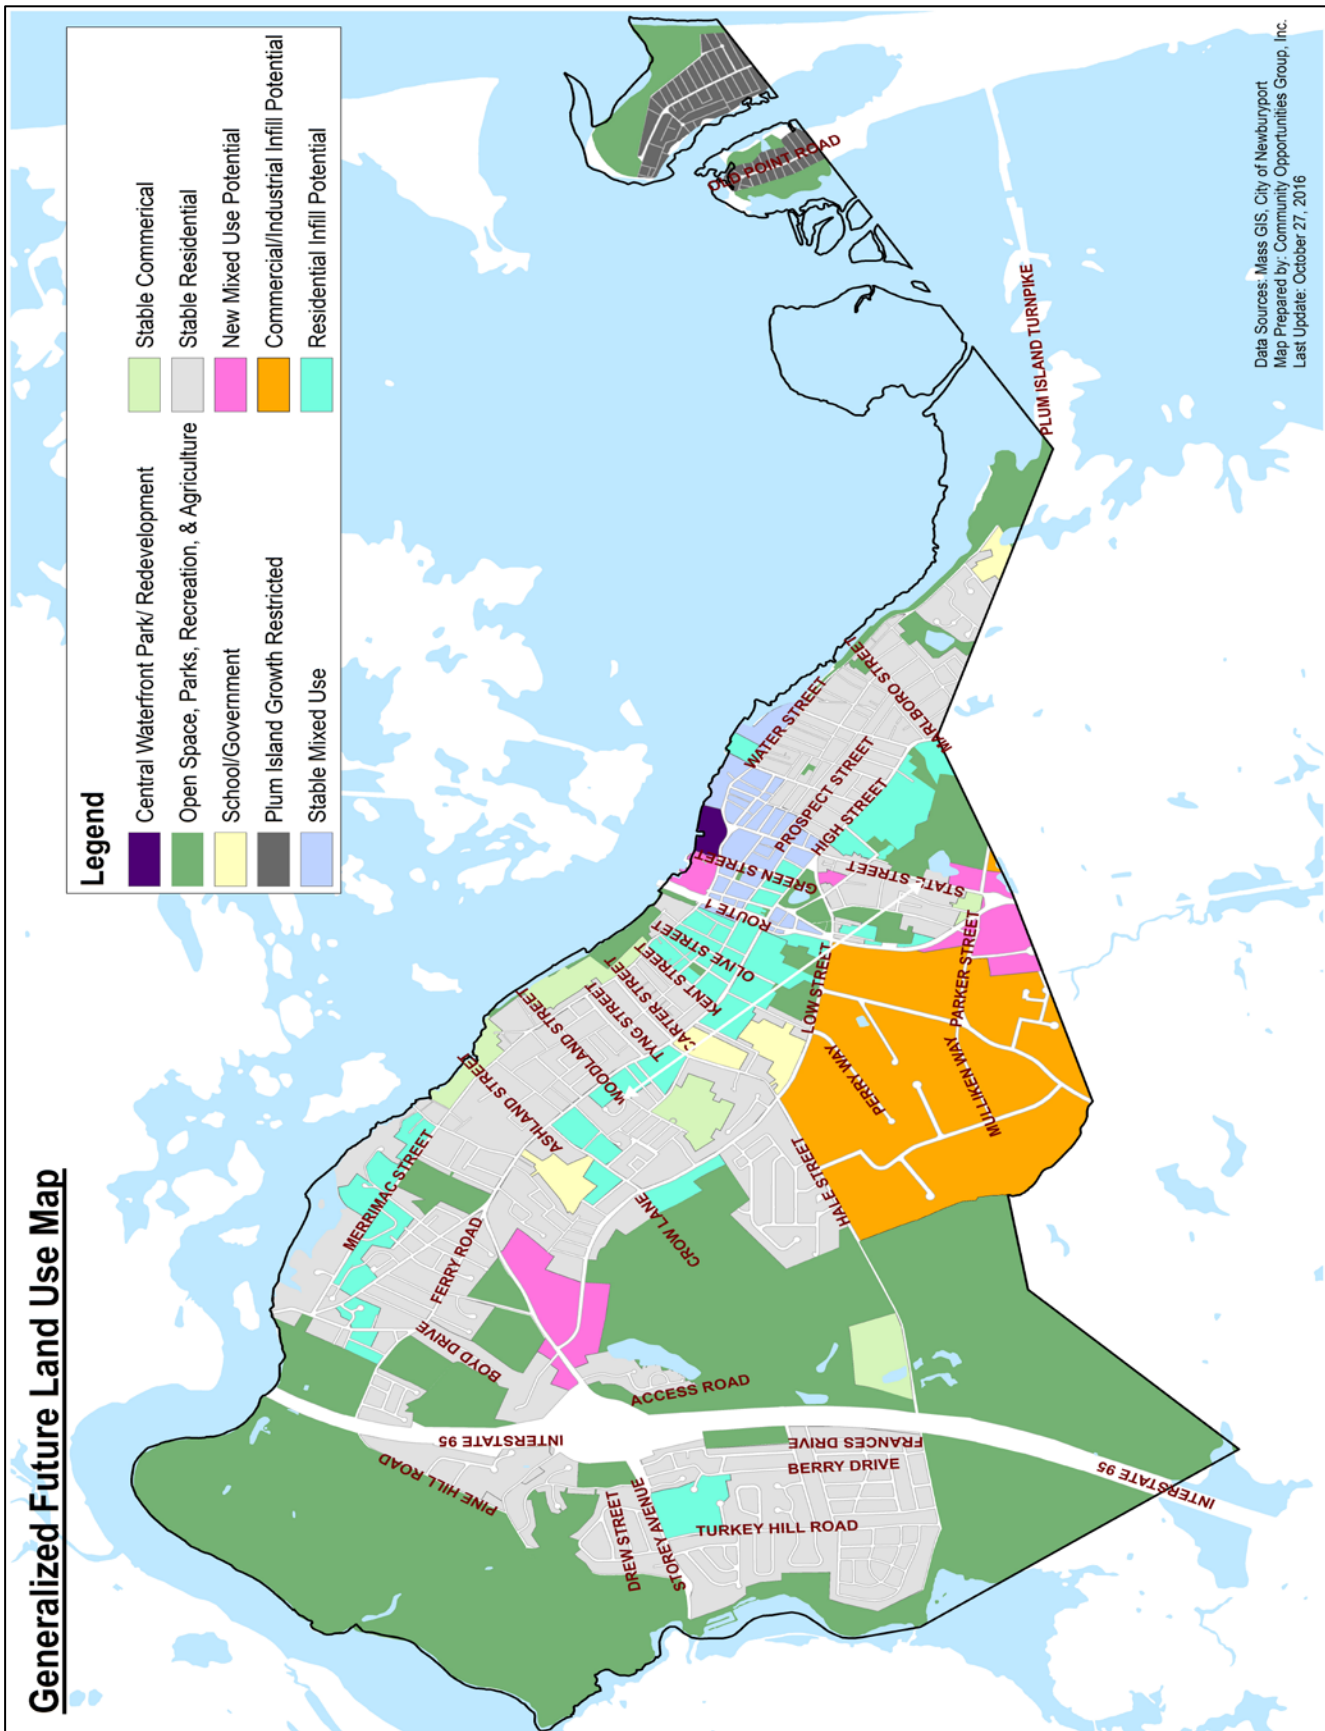 Generalized Future Land Use Map
Legend
Central Waterfront Park/ Redevelopment
Open Space, Parks, Recreation, & Agriculture
School/Government
Plum Island Growth Restricted
Stable Mixed Use
Stable Commerical
Stable Residential
New Mixed Use Potential
Commercial/Industrial Infill Potential
Residential Infill Potential
OLD POINT ROAD
PLUM ISLAND TURNPIKE
WATER STREET
MARLBORO STREET
PROSPECT STREET
HIGH STREET
GREEN STREET
STATE STREET
ROUTE 1
OLIVE STREET
KENT STREET
CARTER STREET
TYNG STREET
WOODLAND STREET
ASHLAND STREET
MERRIMAC STREET
LOW STREET
PARKER STREET
PERRY WAY
MULLIKEN WAY
HALE STREET
CROW LANE
FERRY ROAD
BOYD DRIVE
ACCESS ROAD
INTERSTATE 95
PINE HILL ROAD
DREW STREET
STOREY AVENUE
TURKEY HILL ROAD
BERRY DRIVE
FRANCES DRIVE
INTERSTATE 95
Data Sources: Mass GIS, City of Newburyport
Map Prepared by: Community Opportunities Group, Inc.
Last Update: October 27, 2016